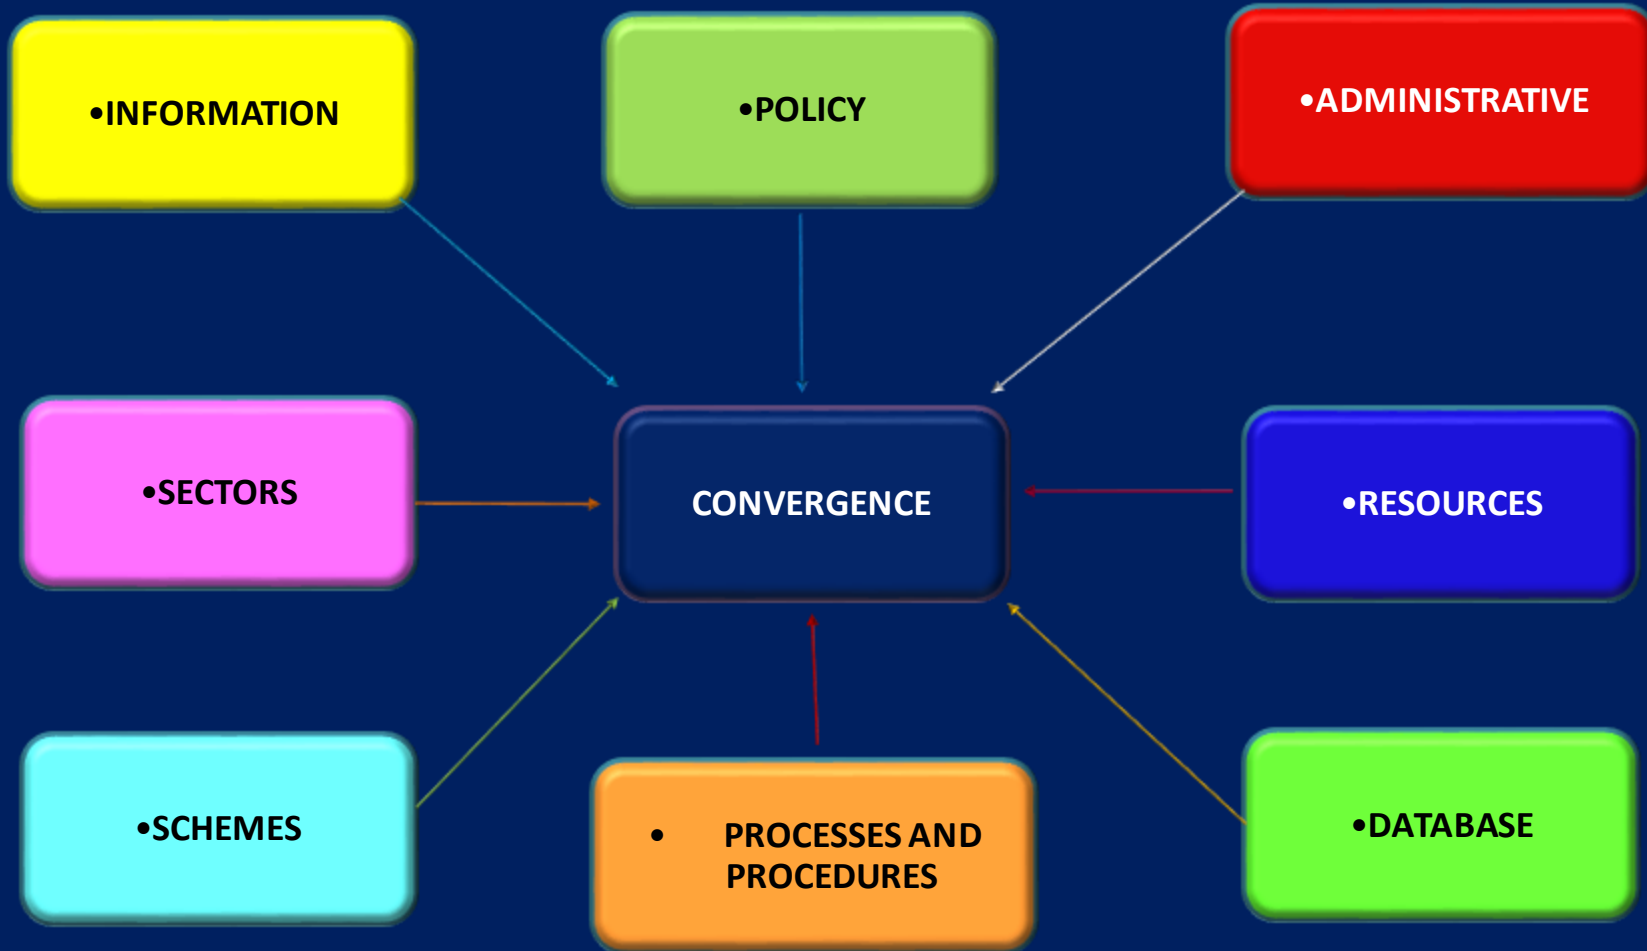 •INFORMATION
•POLICY
•ADMINISTRATIVE
•SECTORS
CONVERGENCE
•RESOURCES
•SCHEMES
• PROCESSES AND
PROCEDURES
•DATABASE